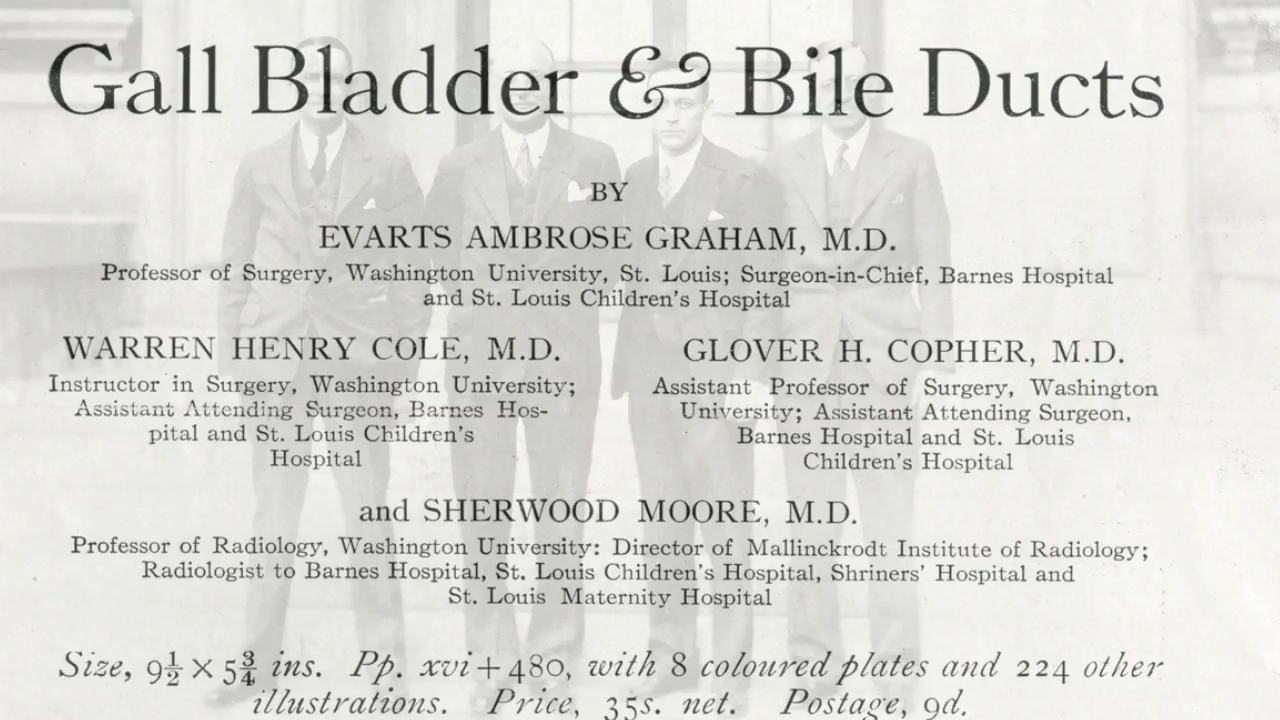 Gall Bladder & Bile Ducts
BY
EVARTS AMBROSE GRAHAM, M.D.
Professor of Surgery, Washington University, St. Louis; Surgeon-in-Chief, Barnes Hospital
and St. Louis Children's Hospital
WARREN HENRY COLE, M.D.
Instructor in Surgery, Washington University;
Assistant Attending Surgeon, Barnes Hos-
pital and St. Louis Children's
Hospital
GLOVER H. COPHER, M.D.
Assistant Professor of Surgery, Washington
University; Assistant Attending Surgeon,
Barnes Hospital and St. Louis
Children's Hospital
and SHERWOOD MOORE, M.D.
Professor of Radiology, Washington University: Director of Mallinckrodt Institute of Radiology;
Radiologist to Barnes Hospital, St. Louis Children's Hospital, Shriners' Hospital and
St. Louis Maternity Hospital
Size, 9½ × 5¾ ins. Pp. xvi+480, with 8 coloured plates and 224 other
illustrations. Price, 35s. net. Postage, 9d.